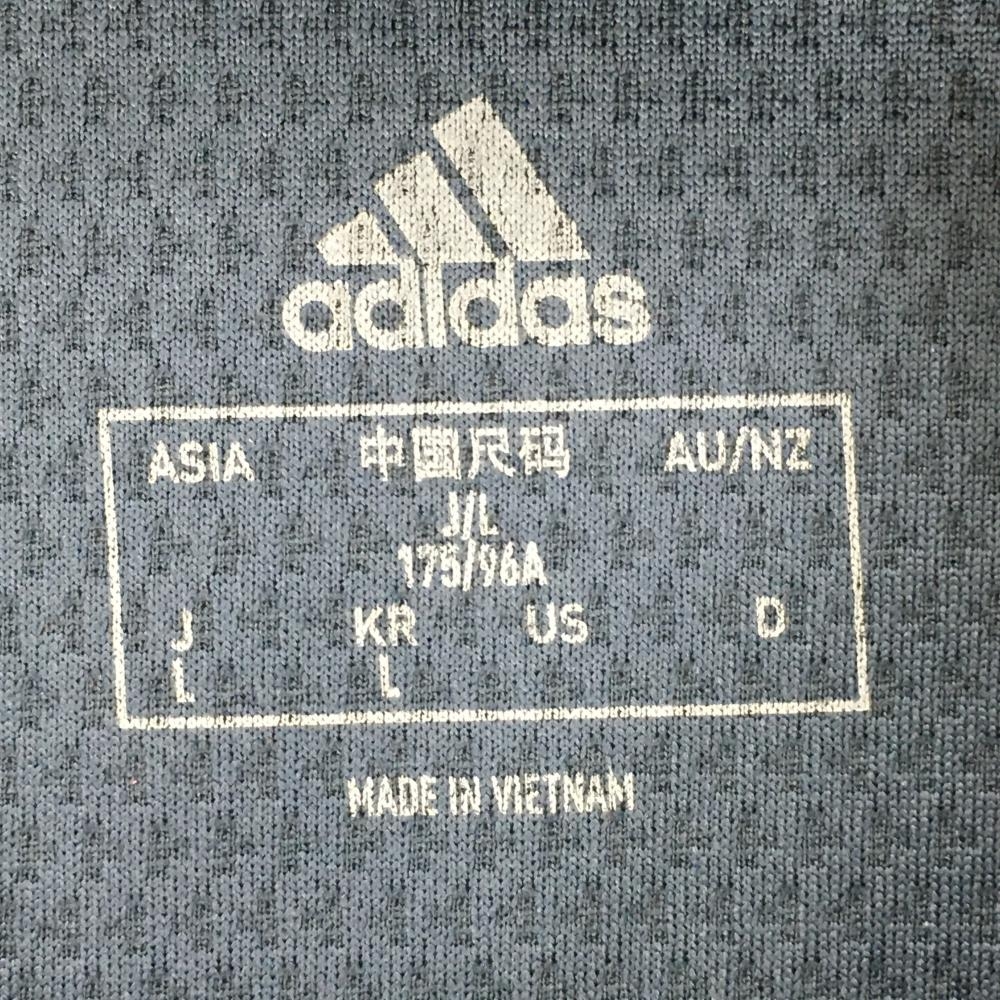 adidas
ASIA 中國尺码 AU/NZ
J/L
175/96A
J KR US D
L L
MADE IN VIETNAM